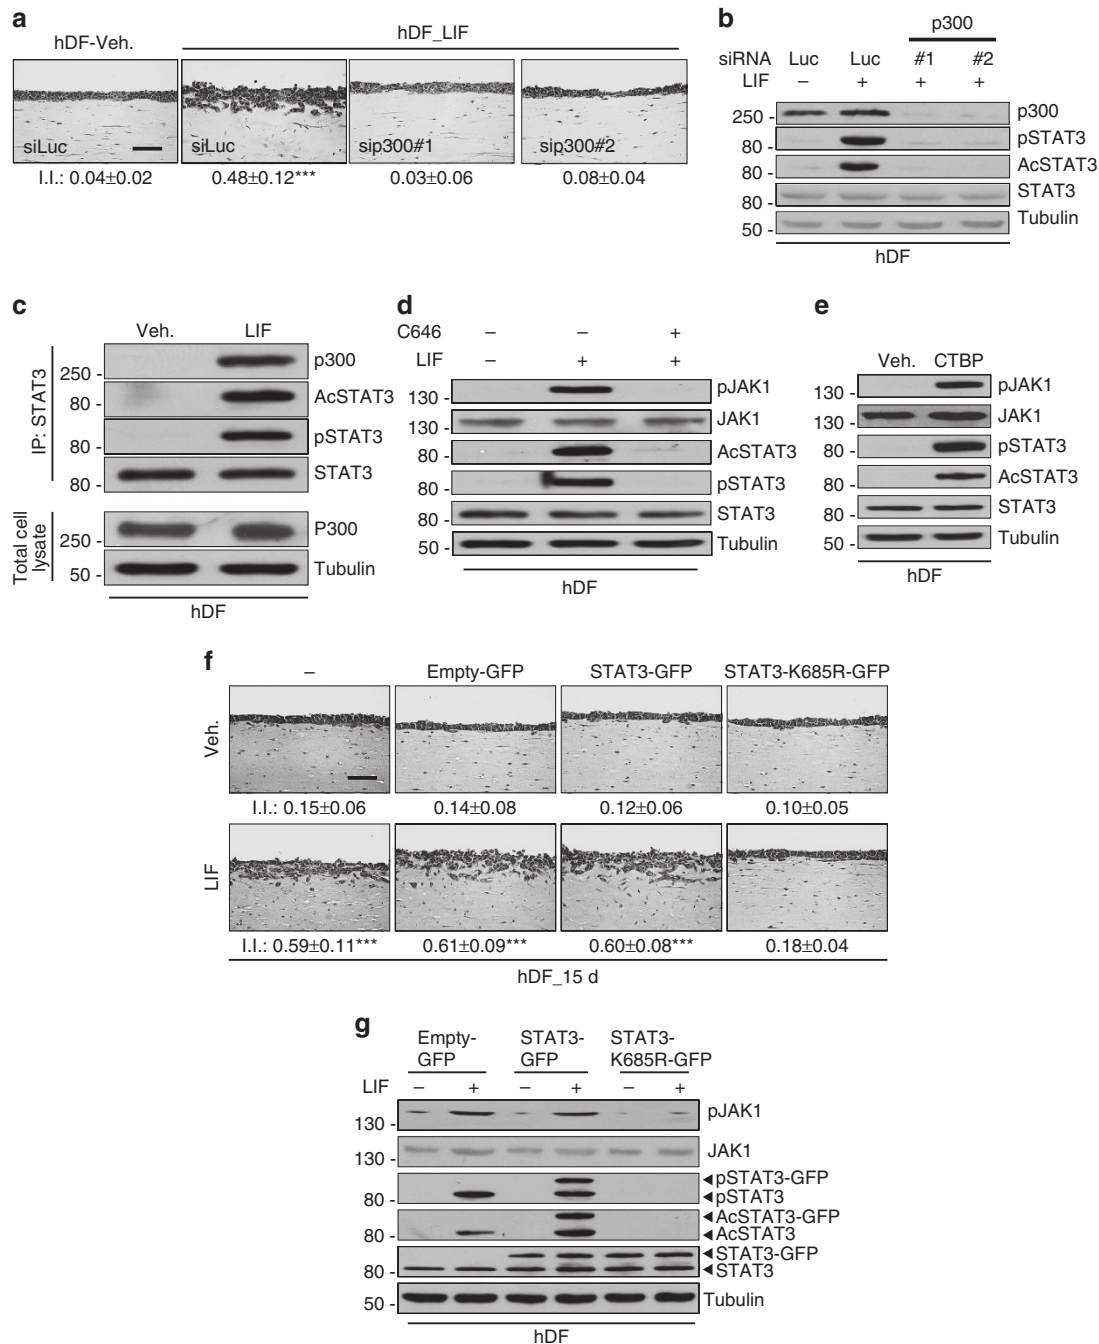 a
hDF-Veh.
hDF_LIF
siLuc
siLuc
sip300#1
sip300#2
I.I.: 0.04±0.02
0.48±0.12***
0.03±0.06
0.08±0.04
b
p300
siRNA Luc Luc #1 #2
LIF – + + +
250 - p300
80 - pSTAT3
80 - AcSTAT3
80 - STAT3
50 - Tubulin
hDF
c
Veh. LIF
IP: STAT3
250 - p300
80 - AcSTAT3
80 - pSTAT3
80 - STAT3
Total cell
lysate
250 - P300
50 - Tubulin
hDF
d
C646 – – +
LIF – + +
130 - pJAK1
130 - JAK1
80 - AcSTAT3
80 - pSTAT3
80 - STAT3
50 - Tubulin
hDF
e
Veh. CTBP
130 - pJAK1
130 - JAK1
80 - pSTAT3
80 - AcSTAT3
80 - STAT3
50 - Tubulin
hDF
f
– Empty-GFP STAT3-GFP STAT3-K685R-GFP
Veh.
I.I.: 0.15±0.06 0.14±0.08 0.12±0.06 0.10±0.05
LIF
I.I.: 0.59±0.11*** 0.61±0.09*** 0.60±0.08*** 0.18±0.04
hDF_15 d
g
Empty-
GFP
STAT3-
GFP
STAT3-
K685R-GFP
LIF – + – + – +
130 - pJAK1
130 - JAK1
◄pSTAT3-GFP
80 - ◄pSTAT3
◄AcSTAT3-GFP
80 - ◄AcSTAT3
◄STAT3-GFP
80 - ◄STAT3
50 - Tubulin
hDF